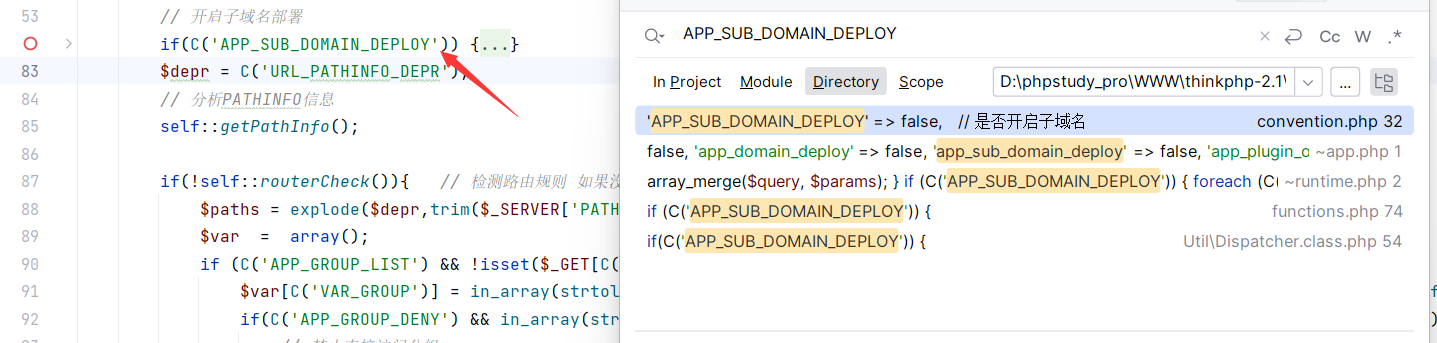 53 // 开启子域名部署
if(C('APP_SUB_DOMAIN_DEPLOY')) {...}
83 $depr = C('URL_PATHINFO_DEPR');
84 // 分析PATHINFO信息
85 self::getPathInfo();
86
87 if(!self::routerCheck()){ // 检测路由规则 如果
88 $paths = explode($depr,trim($_SERVER['PATH
89 $var = array();
90 if (C('APP_GROUP_LIST') && !isset($_GET[C(
91 $var[C('VAR_GROUP')] = in_array(strtol
92 if(C('APP_GROUP_DENY') && in_array(str
APP_SUB_DOMAIN_DEPLOY
Cc W .*
In Project Module Directory Scope D:\phpstudy_pro\WWW\thinkphp-2.1\ ...
'APP_SUB_DOMAIN_DEPLOY' => false, // 是否开启子域名 convention.php 32
false, 'app_domain_deploy' => false, 'app_sub_domain_deploy' => false, 'app_plugin_o ~app.php 1
array_merge($query, $params); } if (C('APP_SUB_DOMAIN_DEPLOY')) { foreach (C( ~runtime.php 2
if (C('APP_SUB_DOMAIN_DEPLOY')) { functions.php 74
if(C('APP_SUB_DOMAIN_DEPLOY')) { Util\Dispatcher.class.php 54